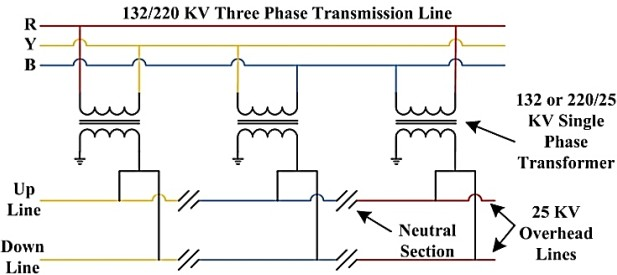 132/220 KV Three Phase Transmission Line
R
Y
B
132 or 220/25
KV Single
Phase
Transformer
Up
Line
25 KV
Overhead
Lines
Neutral
Section
Down
Line